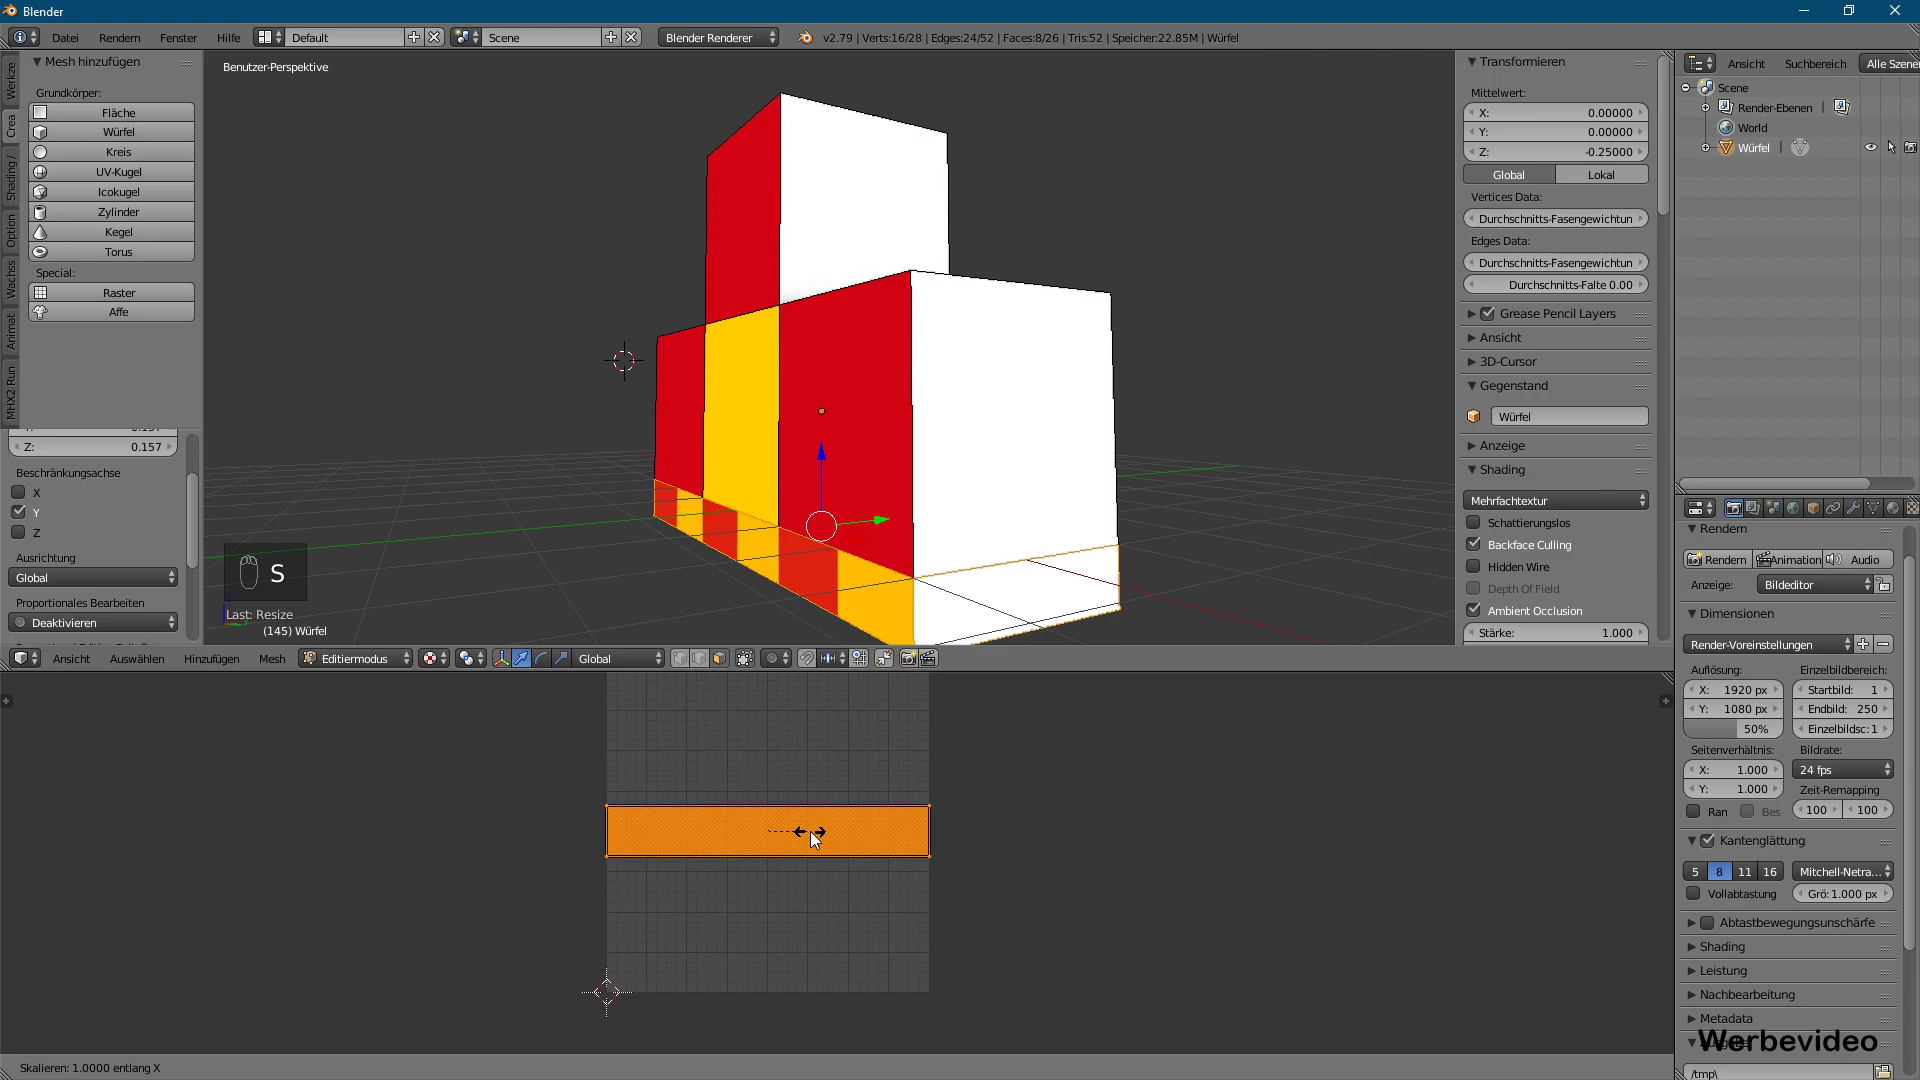 Blender
Datei Rendern Fenster Hilfe Default Scene Blender Renderer v2.79 | Verts:16/28 | Edges:24/52 | Faces:8/26 | Tris:52 | Speicher:22.85M | Würfel
Mesh hinzufügen
Grundkörper:
Fläche
Würfel
Kreis
UV-Kugel
Icokugel
Zylinder
Kegel
Torus
Special:
Raster
Affe
Werkze
Crea
Shading /
Option
Wachss
Animat
MHX2 Run
Z: 0.157
Beschränkungsachse
X
Y
Z
Ausrichtung
Global
Proportionales Bearbeiten
Deaktivieren
Benutzer-Perspektive
S
Last: Resize
(145) Würfel
Ansicht Auswählen Hinzufügen Mesh Editiermodus Global
Transformieren
Mittelwert:
X: 0.00000
Y: 0.00000
Z: -0.25000
Global Lokal
Vertices Data:
Durchschnitts-Fasengewichtun
Edges Data:
Durchschnitts-Fasengewichtun
Durchschnitts-Falte 0.00
Grease Pencil Layers
Ansicht
3D-Cursor
Gegenstand
Würfel
Anzeige
Shading
Mehrfachtextur
Schattierungslos
Backface Culling
Hidden Wire
Depth Of Field
Ambient Occlusion
Stärke: 1.000
Ansicht Suchbereich Alle Szenen
Scene
Render-Ebenen
World
Würfel
Rendern
Rendern Animation Audio
Anzeige: Bildeditor
Dimensionen
Render-Voreinstellungen
Auflösung: Einzelbildbereich:
X: 1920 px Startbild: 1
Y: 1080 px Endbild: 250
50% Einzelbildsc: 1
Seitenverhältnis: Bildrate:
X: 1.000 24 fps
Y: 1.000 Zeit-Remapping
Ran Bes 100 100
Kantenglättung
5 8 11 16 Mitchell-Netra...
Vollabtastung Grö: 1.000 px
Abtastbewegungsunschärfe
Shading
Leistung
Nachbearbeitung
Metadata
Werbevideo
/tmp\
Skalieren: 1.0000 entlang X